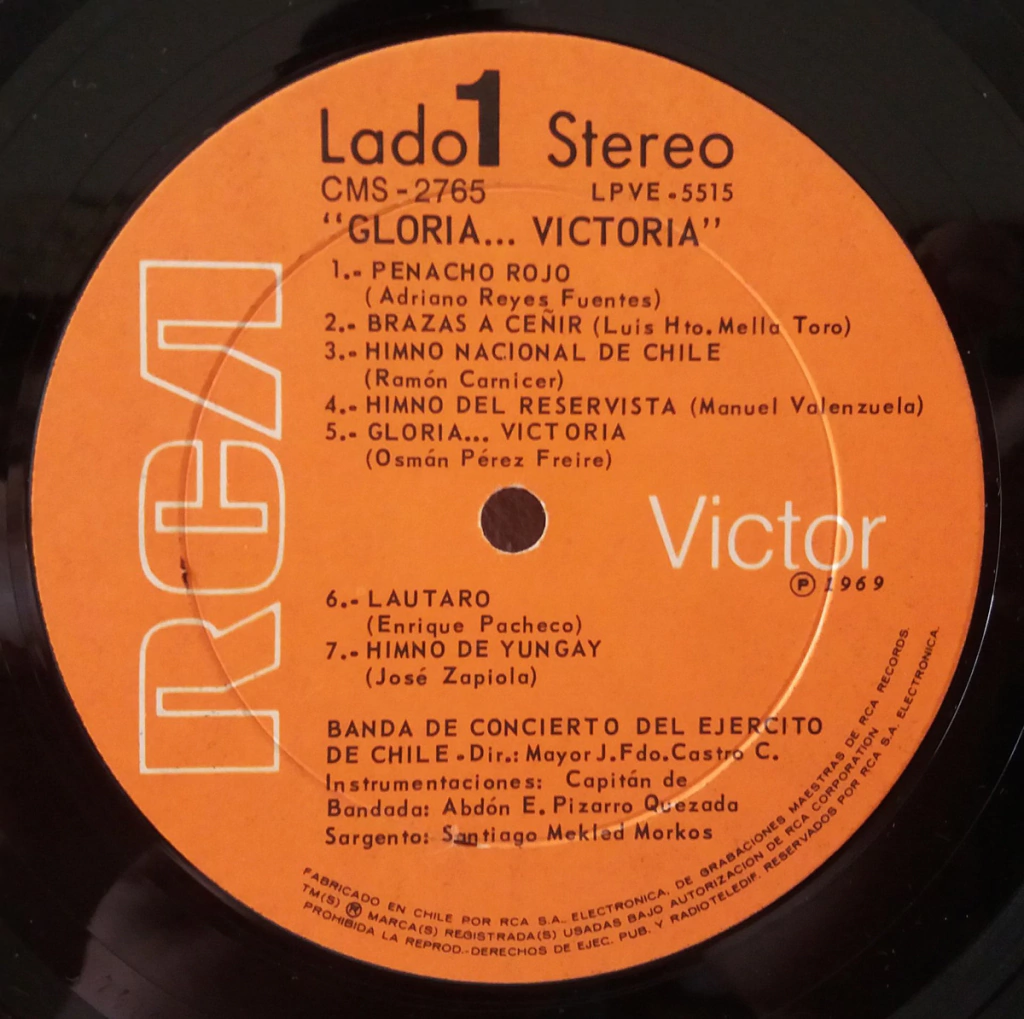 Lado 1 Stereo
CMS - 2765 LPVE - 5515
"GLORIA... VICTORIA"
1.- PENACHO ROJO
(Adriano Reyes Fuentes)
2.- BRAZAS A CEÑIR (Luis Hto. Mella Toro)
3.- HIMNO NACIONAL DE CHILE
(Ramón Carnicer)
4.- HIMNO DEL RESERVISTA (Manuel Valenzuela)
5.- GLORIA... VICTORIA
(Osmán Pérez Freire)
RCA
Victor
℗ 1969
6.- LAUTARO
(Enrique Pacheco)
7.- HIMNO DE YUNGAY
(José Zapiola)
BANDA DE CONCIERTO DEL EJERCITO
DE CHILE - Dir.: Mayor J. Fdo. Castro C.
Instrumentaciones: Capitán de
Bandada: Abdón E. Pizarro Quezada
Sargento: Santiago Mekled Morkos
FABRICADO EN CHILE POR RCA S.A. ELECTRONICA, DE GRABACIONES MAESTRAS DE RCA RECORDS.
TM(S) ® MARCA(S) REGISTRADA(S) USADAS BAJO AUTORIZACION DE RCA CORPORATION
PROHIBIDA LA REPROD.-DERECHOS DE EJEC. PUB. Y RADIOTELEDIF. RESERVADOS POR RCA S.A. ELECTRONICA.